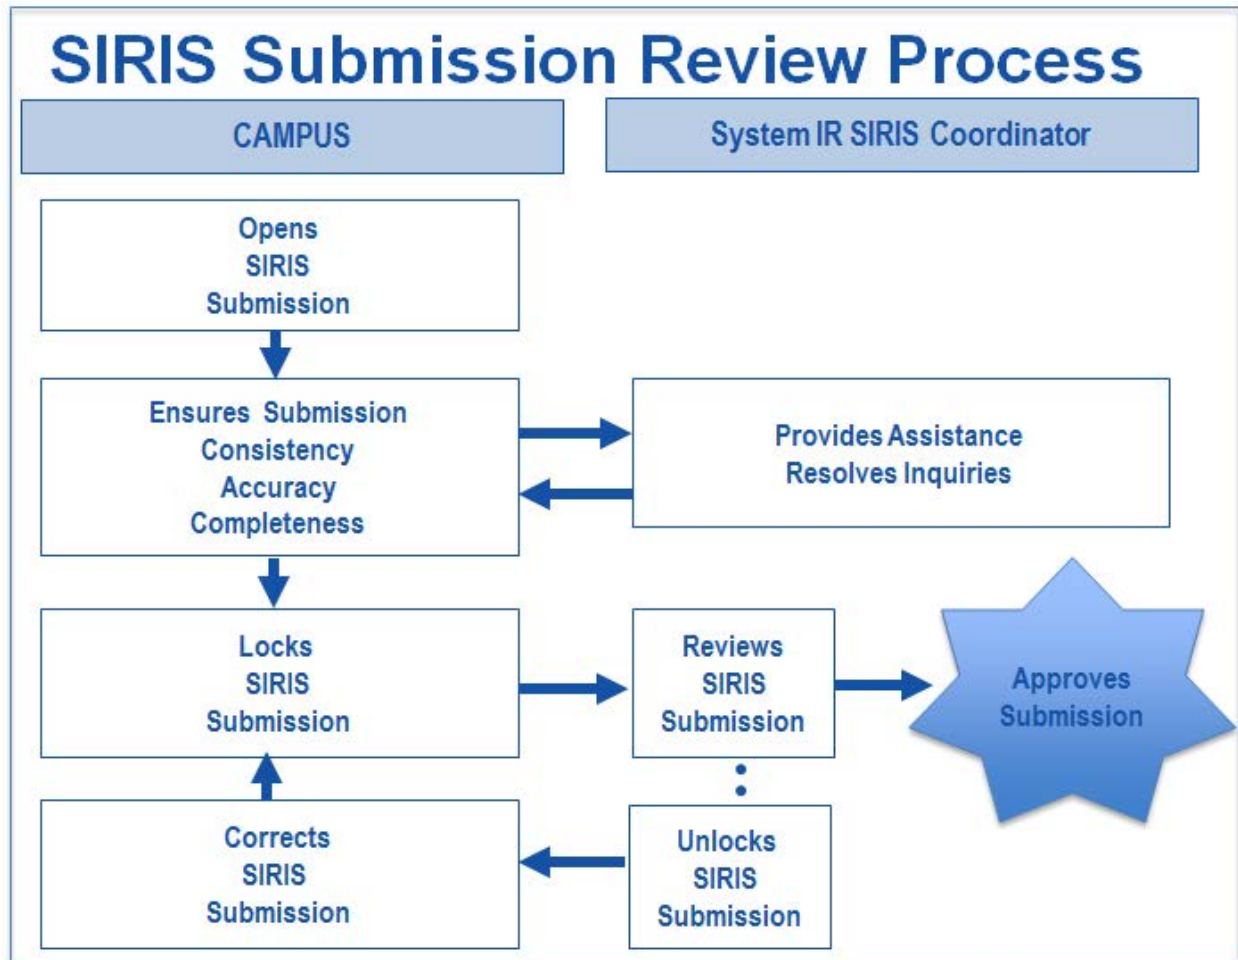 SIRIS Submission Review Process
CAMPUS
System IR SIRIS Coordinator
Opens
SIRIS
Submission
Ensures Submission
Consistency
Accuracy
Completeness
Provides Assistance
Resolves Inquiries
Locks
SIRIS
Submission
Reviews
SIRIS
Submission
Approves
Submission
Corrects
SIRIS
Submission
Unlocks
SIRIS
Submission